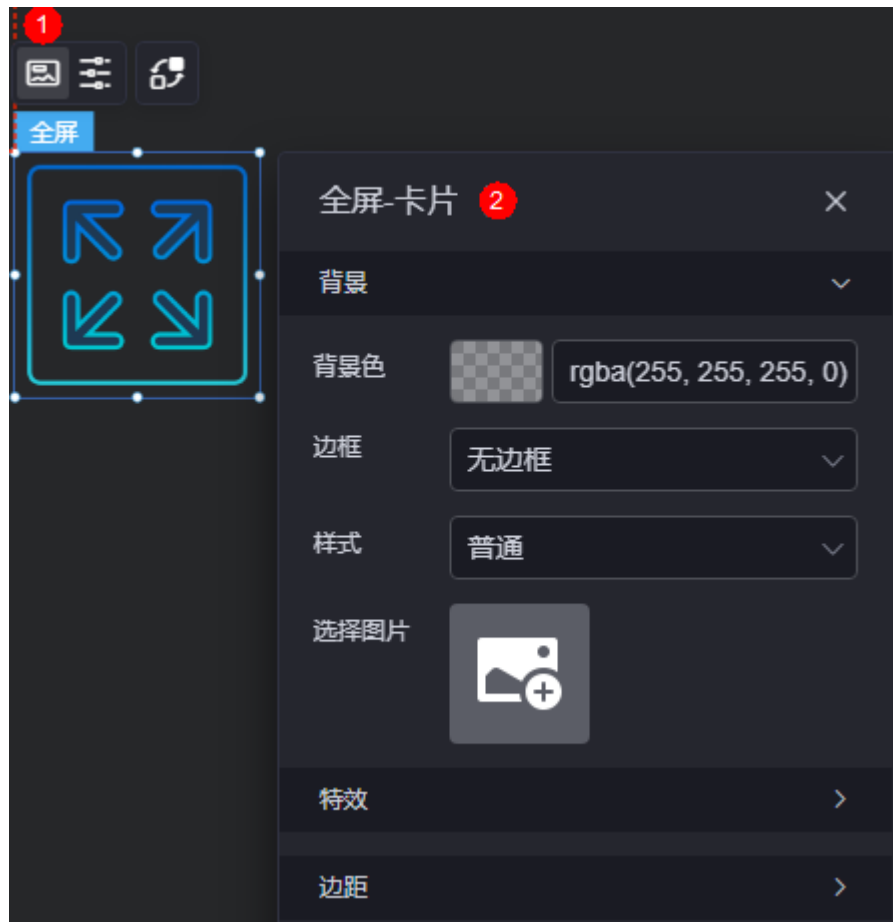 1
全屏
全屏-卡片 2
背景
背景色 rgba(255, 255, 255, 0)
边框 无边框
样式 普通
选择图片
特效
边距